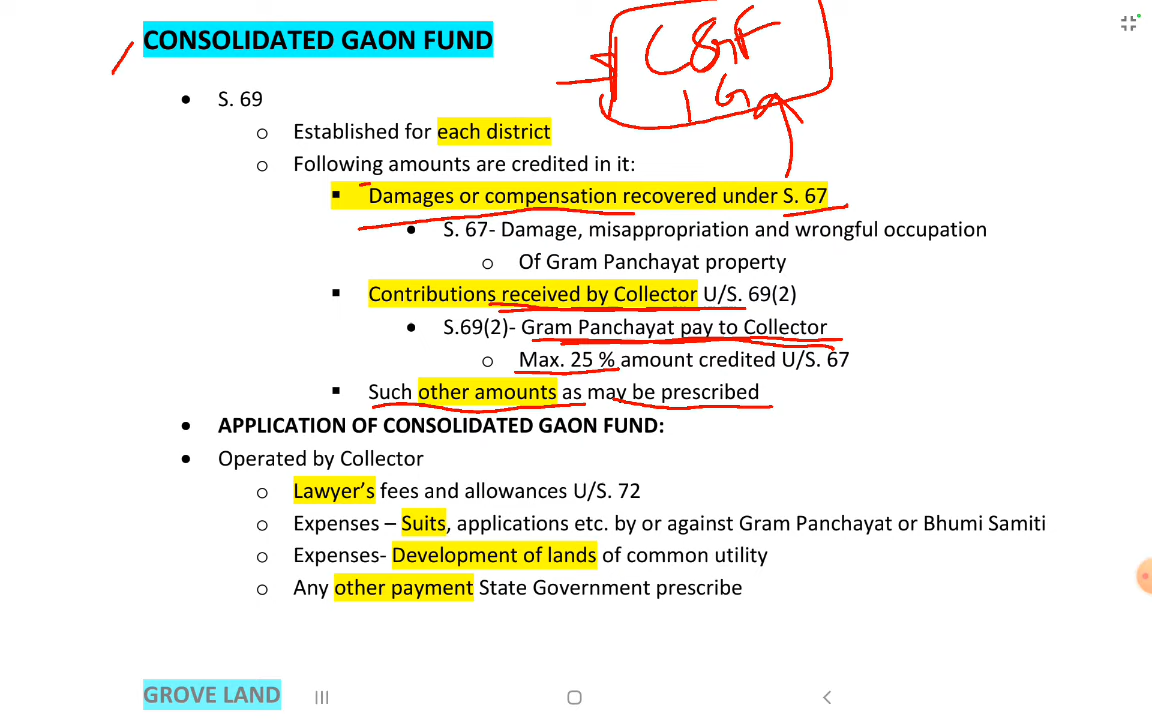 CONSOLIDATED GAON FUND
CGF
• S. 69
o Established for each district
o Following amounts are credited in it:
▪ Damages or compensation recovered under S. 67
• S. 67- Damage, misappropriation and wrongful occupation
o Of Gram Panchayat property
▪ Contributions received by Collector U/S. 69(2)
• S.69(2)- Gram Panchayat pay to Collector
o Max. 25 % amount credited U/S. 67
▪ Such other amounts as may be prescribed
• APPLICATION OF CONSOLIDATED GAON FUND:
• Operated by Collector
o Lawyer’s fees and allowances U/S. 72
o Expenses – Suits, applications etc. by or against Gram Panchayat or Bhumi Samiti
o Expenses- Development of lands of common utility
o Any other payment State Government prescribe
GROVE LAND